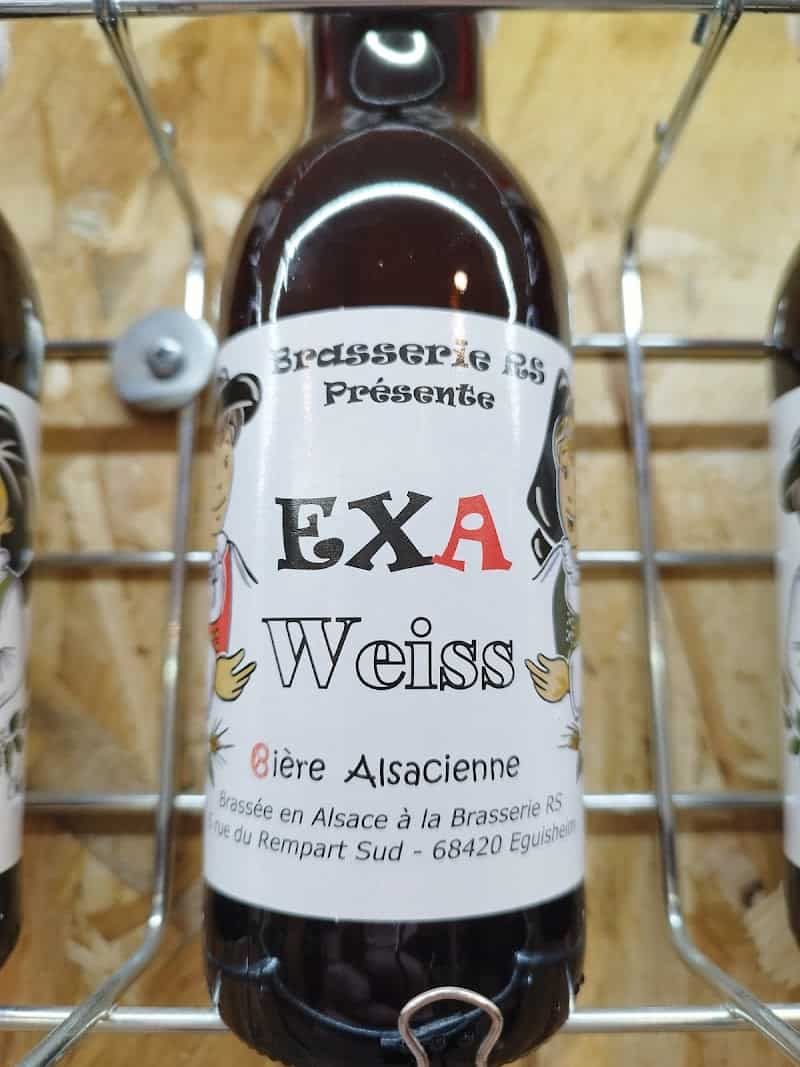 Brasserie RS
Présente
EXA
Weiss
Bière Alsacienne
Brassée en Alsace à la Brasserie RS
rue du Rempart Sud - 68420 Eguisheim